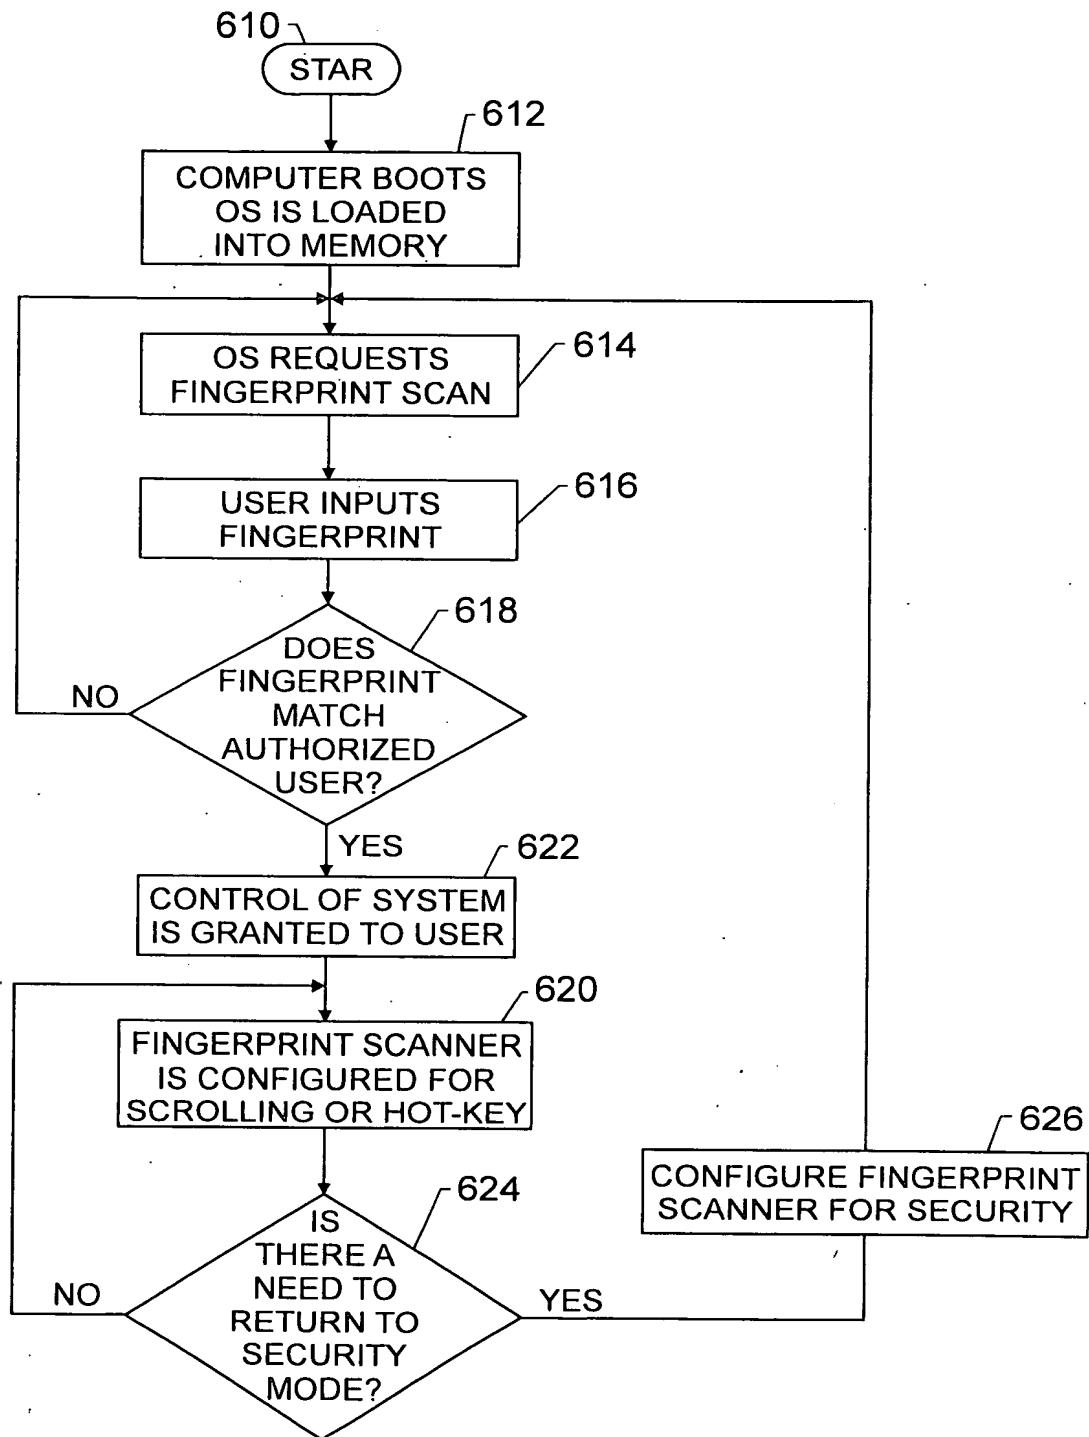 610
STAR
612
COMPUTER BOOTS
OS IS LOADED
INTO MEMORY
614
OS REQUESTS
FINGERPRINT SCAN
616
USER INPUTS
FINGERPRINT
618
DOES
FINGERPRINT
MATCH
AUTHORIZED
USER?
NO
YES
622
CONTROL OF SYSTEM
IS GRANTED TO USER
620
FINGERPRINT SCANNER
IS CONFIGURED FOR
SCROLLING OR HOT-KEY
626
CONFIGURE FINGERPRINT
SCANNER FOR SECURITY
624
IS
THERE A
NEED TO
RETURN TO
SECURITY
MODE?
NO
YES